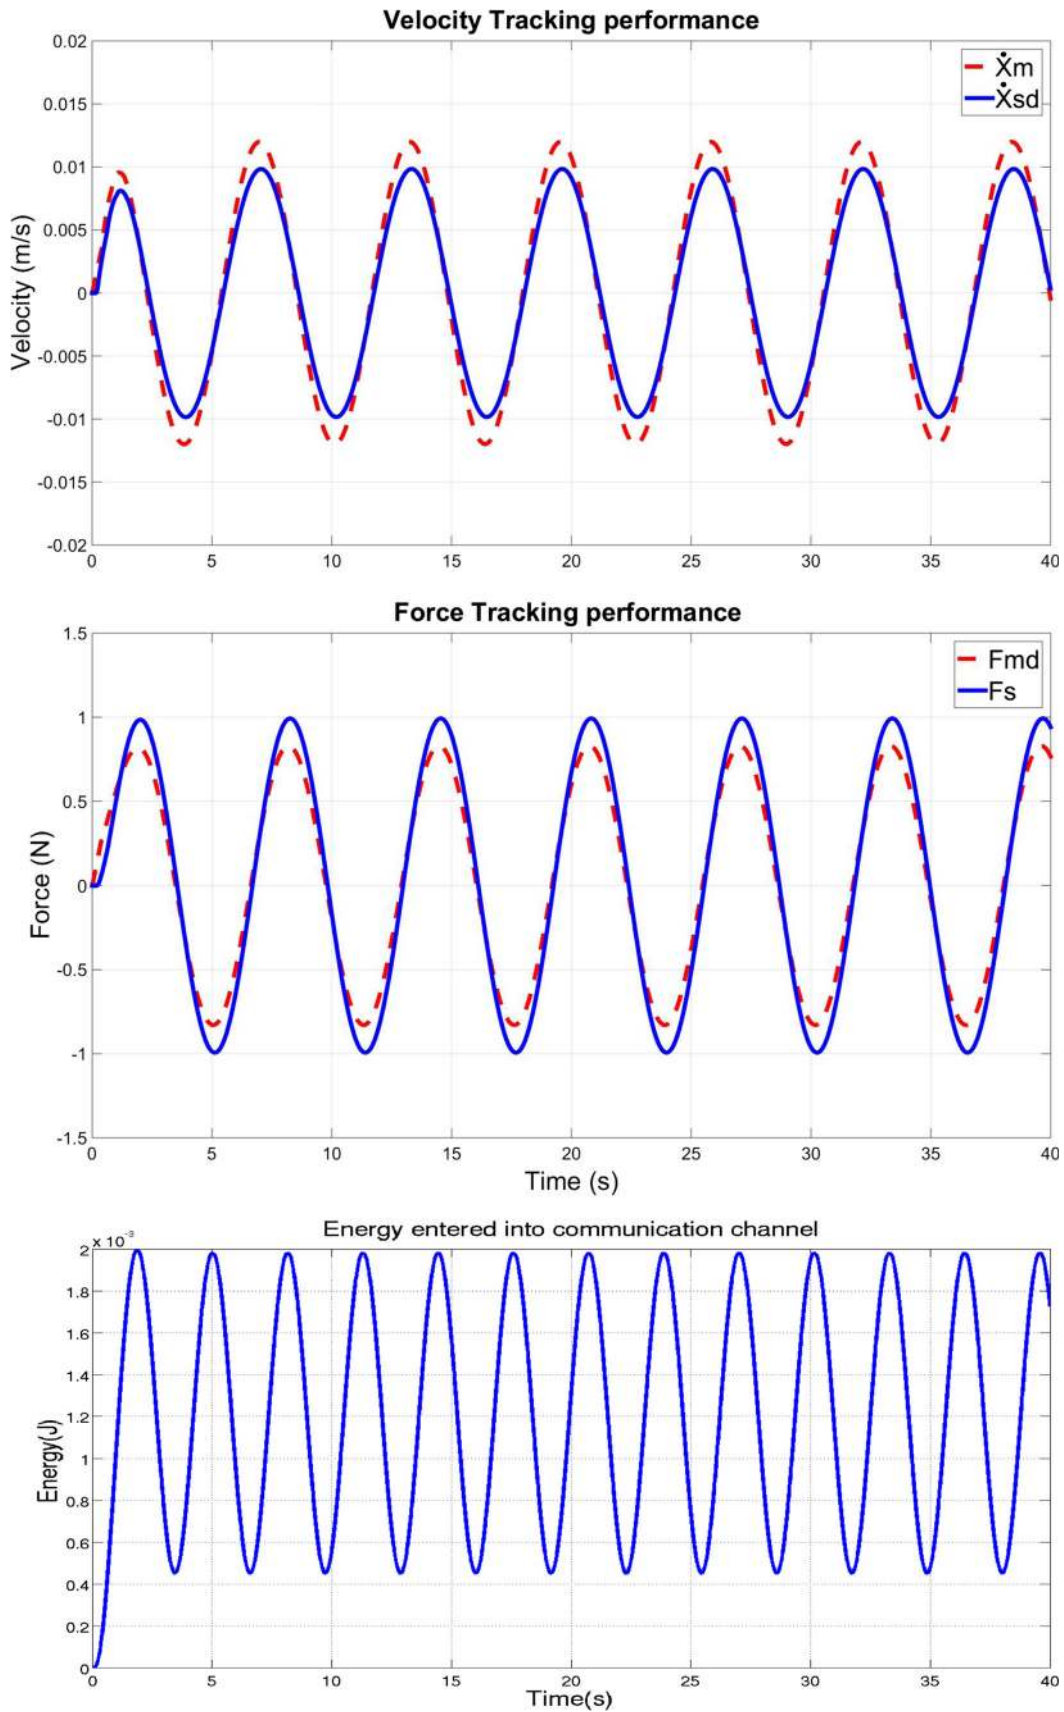 Velocity Tracking performance
Ẋm
Ẋsd
0.02
0.015
0.01
0.005
0
-0.005
-0.01
-0.015
-0.02
Velocity (m/s)
0 5 10 15 20 25 30 35 40
Force Tracking performance
Fmd
Fs
1.5
1
0.5
0
-0.5
-1
-1.5
Force (N)
0 5 10 15 20 25 30 35 40
Time (s)
Energy entered into communication channel
x 10⁻³
2
1.8
1.6
1.4
1.2
1
0.8
0.6
0.4
0.2
0
Energy(J)
0 5 10 15 20 25 30 35 40
Time(s)